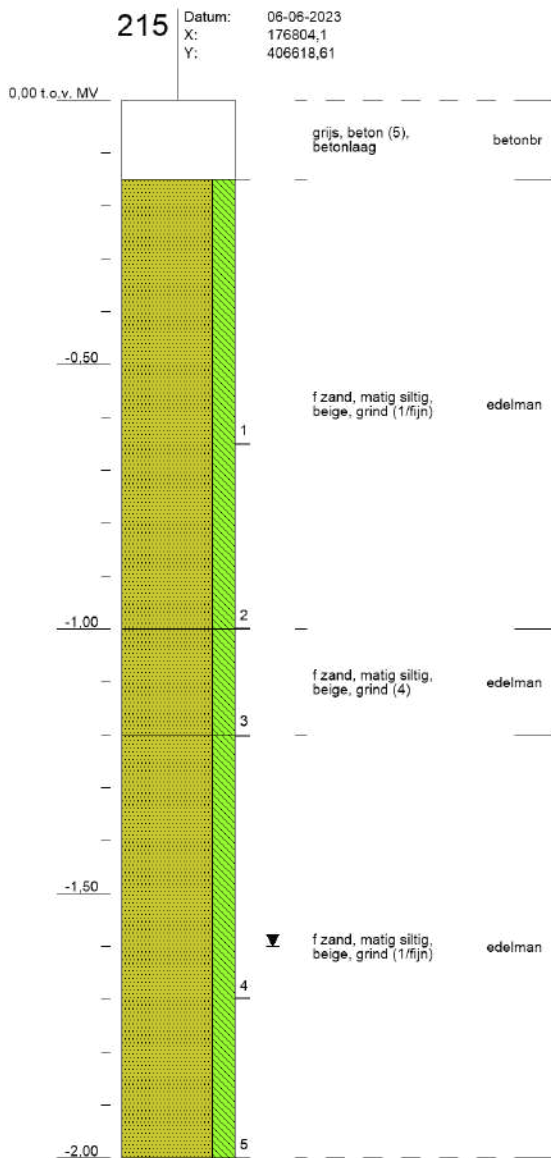 215
Datum: 06-06-2023
X: 176804,1
Y: 406618,61
0,00 t.o.v. MV
grijs, beton (5),
betonlaag
betonbr
-0,50
f zand, matig siltig,
beige, grind (1/fijn)
edelman
1
2
-1,00
f zand, matig siltig,
beige, grind (4)
edelman
3
-1,50
f zand, matig siltig,
beige, grind (1/fijn)
edelman
4
5
-2,00